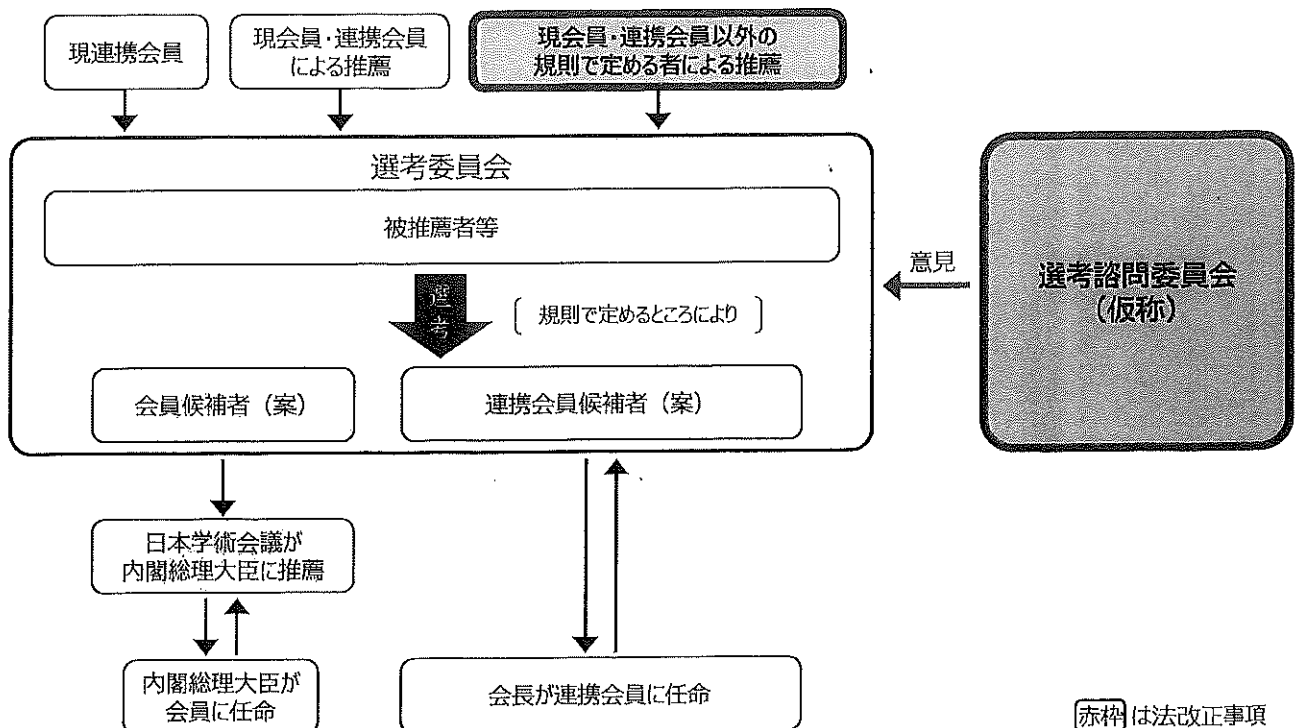 現連携会員
現会員・連携会員
による推薦
現会員・連携会員以外の
規則で定める者による推薦
選考委員会
被推薦者等
選考
規則で定めるところにより
意見
選考諮問委員会
(仮称)
会員候補者(案)
連携会員候補者(案)
日本学術会議が
内閣総理大臣に推薦
内閣総理大臣が
会員に任命
会長が連携会員に任命
赤枠は法改正事項